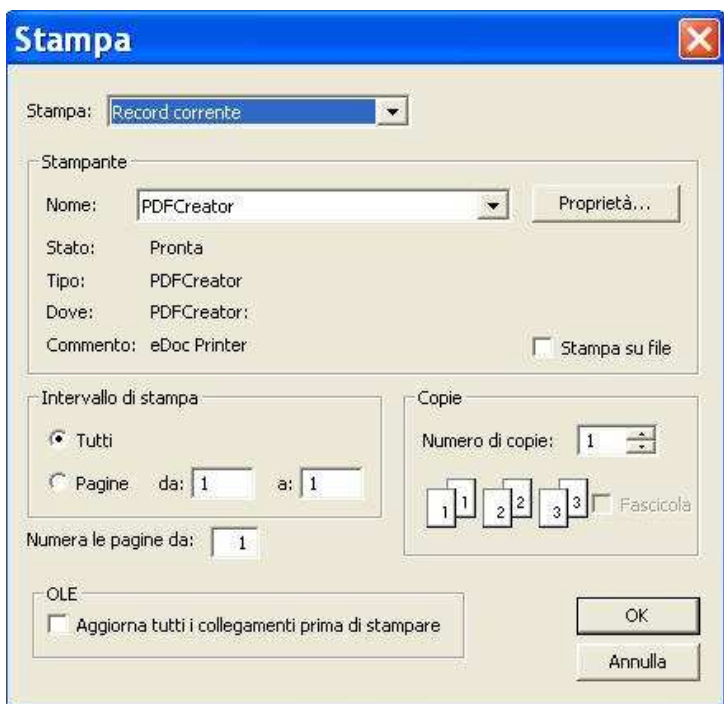 Stampa
Stampa: Record corrente
Stampante
Nome: PDFCreator Proprietà...
Stato: Pronta
Tipo: PDFCreator
Dove: PDFCreator:
Commento: eDoc Printer Stampa su file
Intervallo di stampa
Tutti
Pagine da: 1 a: 1
Numera le pagine da: 1
Copie
Numero di copie: 1
1 1 2 2 3 3 Fascicola
OLE
Aggiorna tutti i collegamenti prima di stampare
OK
Annulla